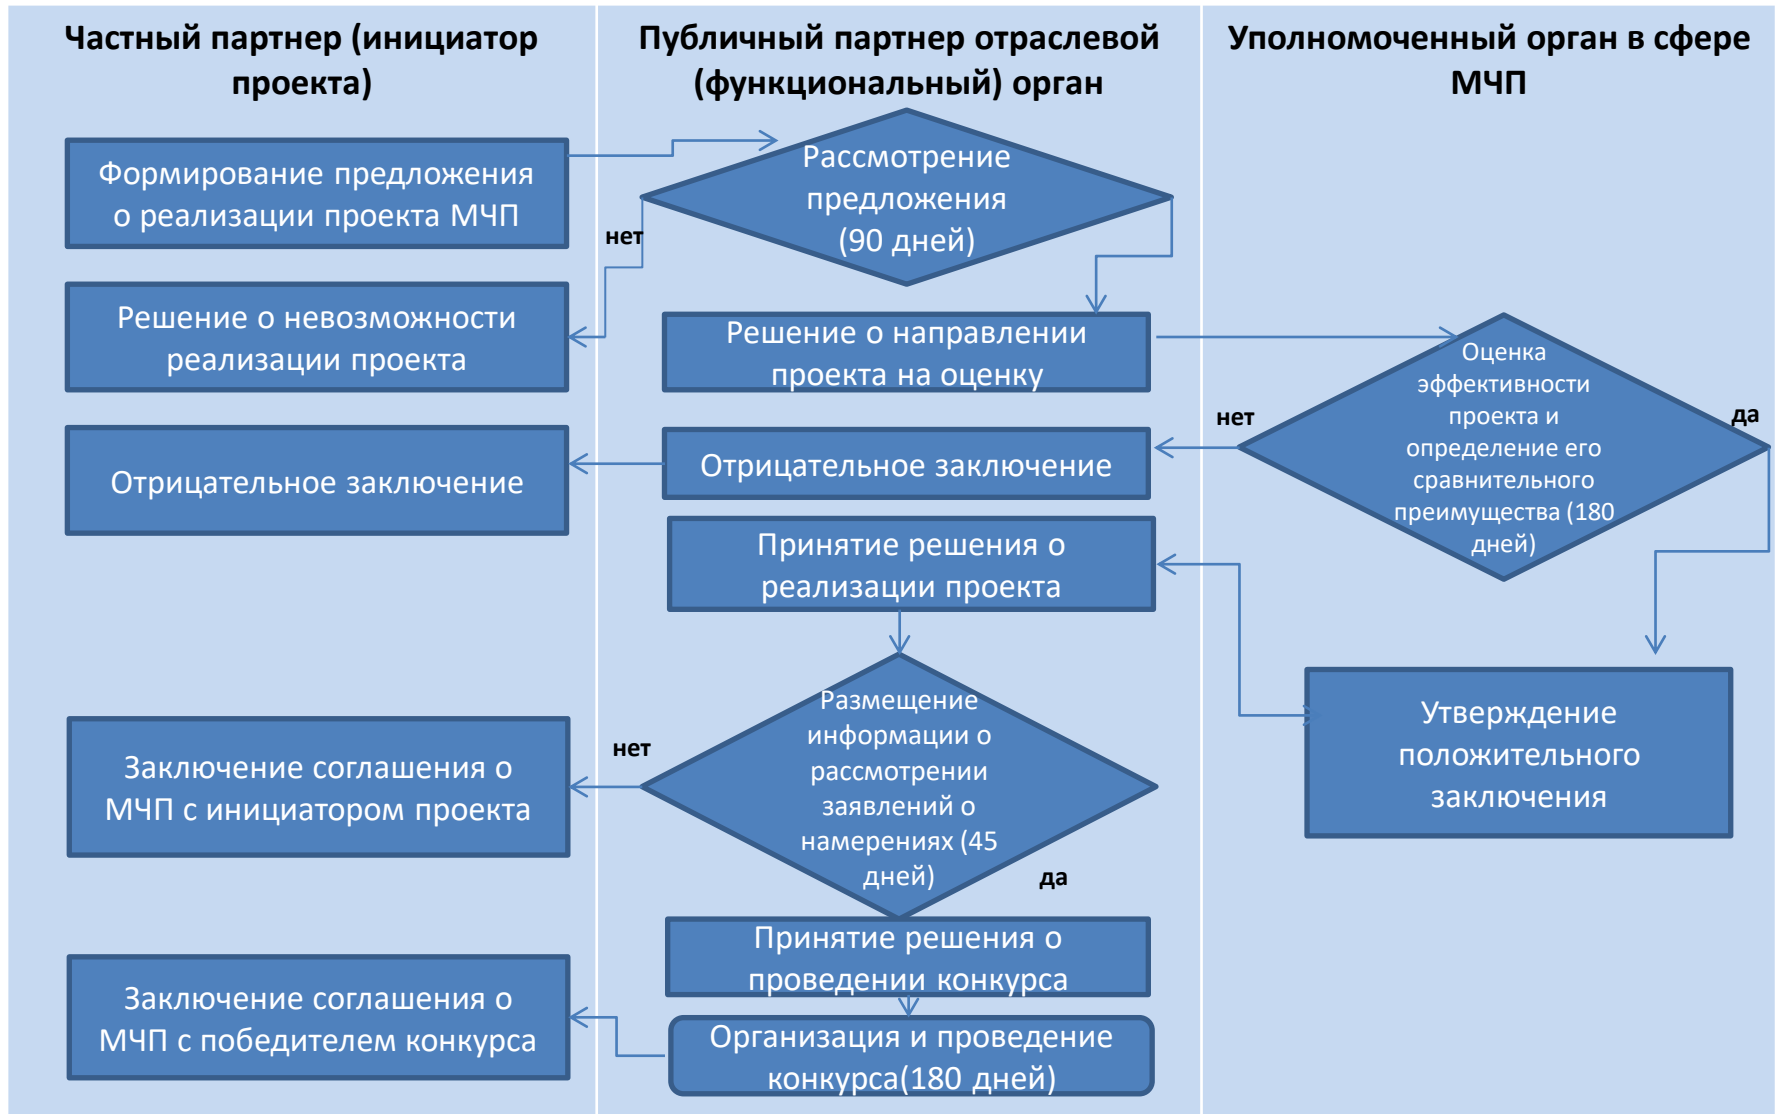 Частный партнер (инициатор
проекта)
Публичный партнер отраслевой
(функциональный) орган
Уполномоченный орган в сфере
МЧП
Формирование предложения
о реализации проекта МЧП
Рассмотрение
предложения
(90 дней)
нет
Решение о невозможности
реализации проекта
Решение о направлении
проекта на оценку
Оценка
эффективности
проекта и
определение его
сравнительного
преимущества (180
дней)
нет
да
Отрицательное заключение
Отрицательное заключение
Принятие решения о
реализации проекта
Утверждение
положительного
заключения
Размещение
информации о
рассмотрении
заявлений о
намерениях (45
дней)
нет
да
Заключение соглашения о
МЧП с инициатором проекта
Принятие решения о
проведении конкурса
Организация и проведение
конкурса(180 дней)
Заключение соглашения о
МЧП с победителем конкурса